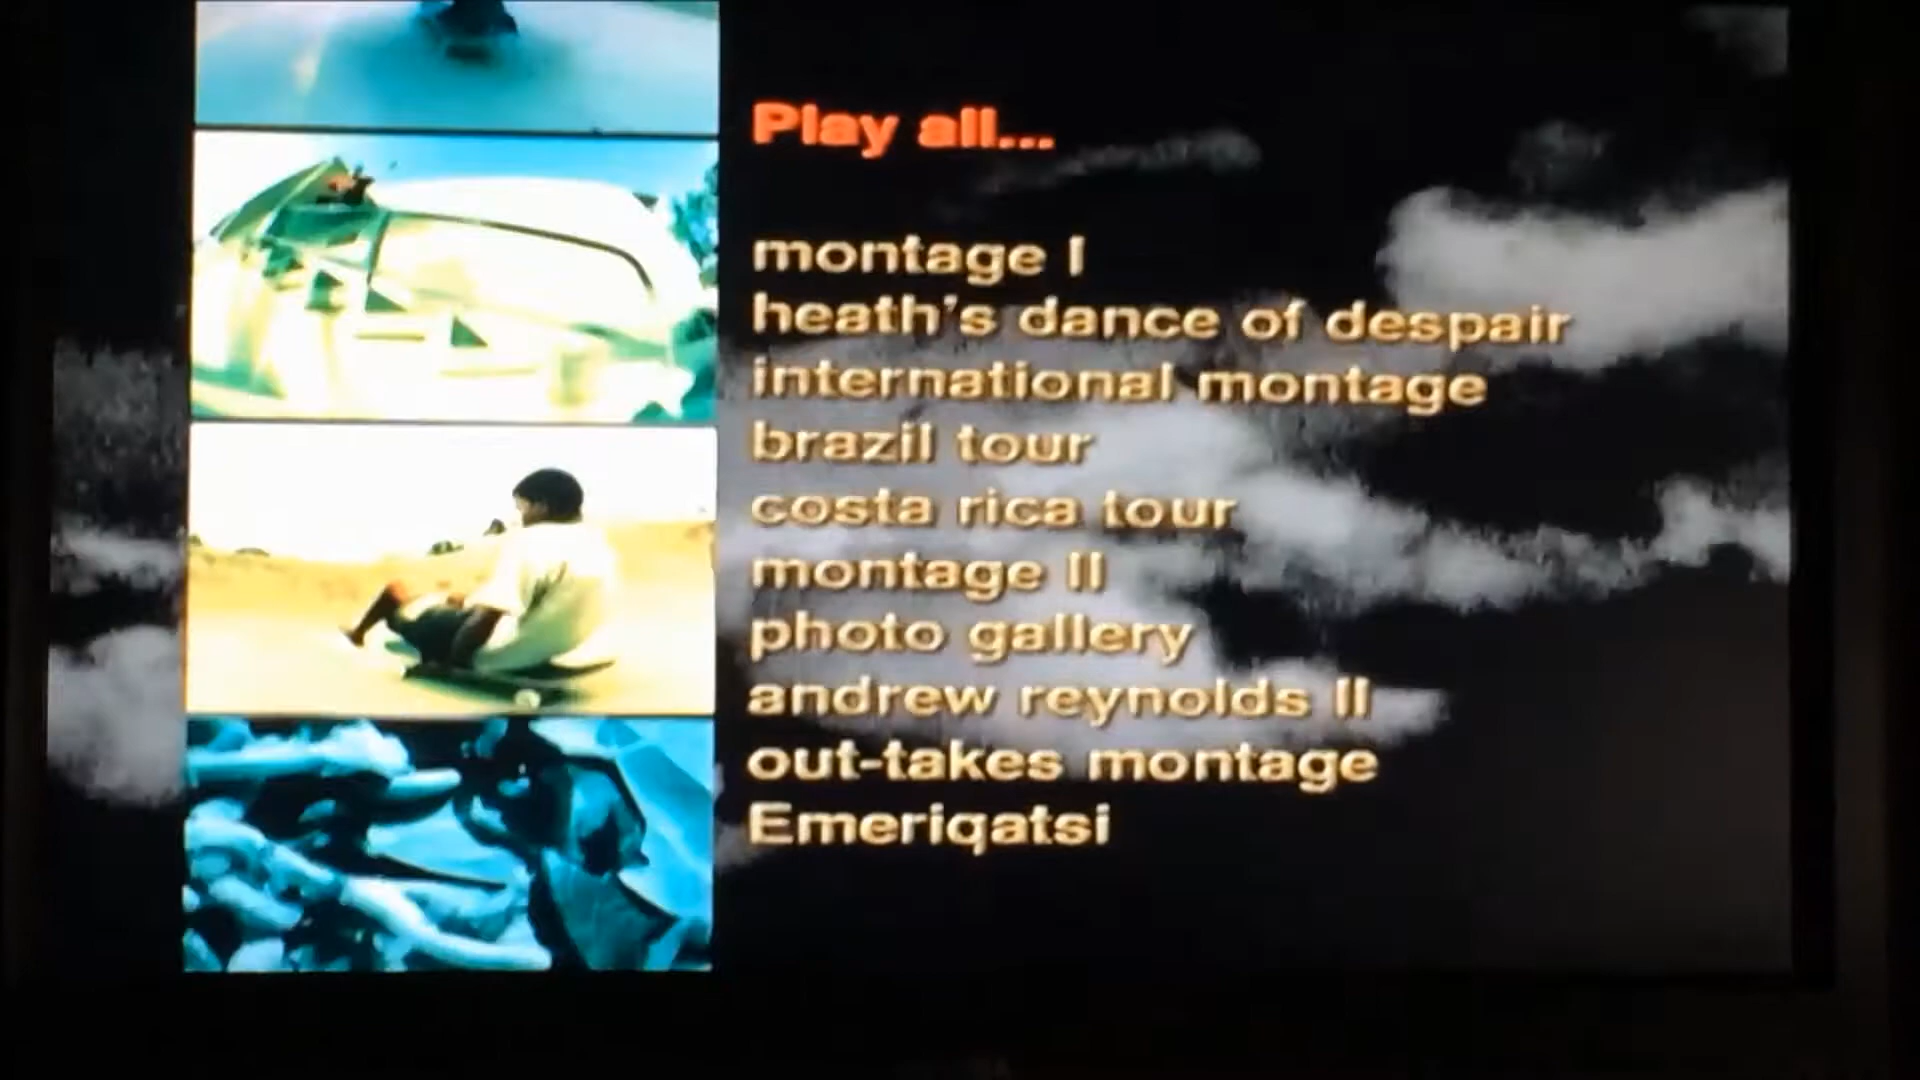 Play all...
montage I
heath's dance of despair
international montage
brazil tour
costa rica tour
montage II
photo gallery
andrew reynolds II
out-takes montage
Emeriqatsi